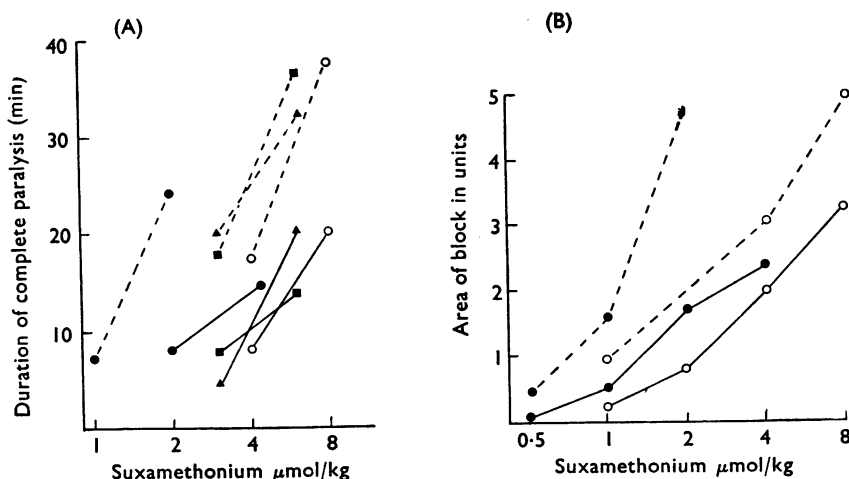 (A)
Duration of complete paralysis (min)
40
30
20
10
1 2 4 8
Suxamethonium μmol/kg
(B)
Area of block in units
5
4
3
2
1
0·5 1 2 4 8
Suxamethonium μmol/kg